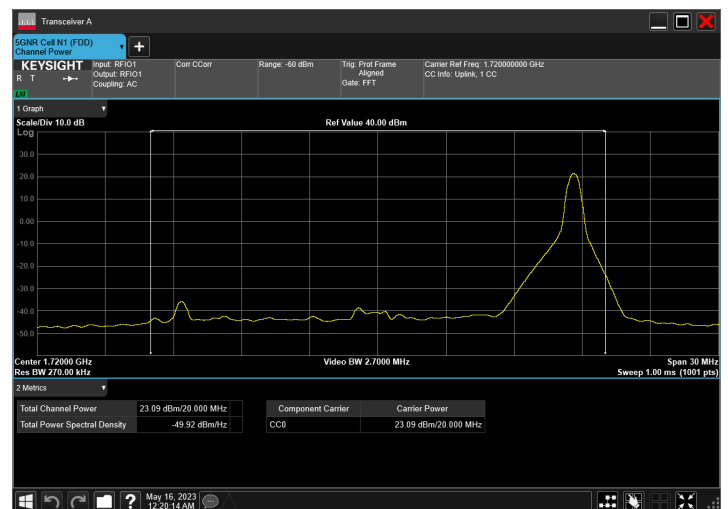 Transceiver A
5GNR Cell N1 (FDD)
Channel Power
KEYSIGHT
R T
LXI
Input: RFIO1
Output: RFIO1
Coupling: AC
Corr CCorr
Range: -60 dBm
Trig: Prot Frame
Aligned
Gate: FFT
Carrier Ref Freq: 1.720000000 GHz
CC Info: Uplink, 1 CC
1 Graph
Scale/Div 10.0 dB
Ref Value 40.00 dBm
Log
30.0
20.0
10.0
0.00
-10.0
-20.0
-30.0
-40.0
-50.0
Center 1.72000 GHz
Video BW 2.7000 MHz
Span 30 MHz
Res BW 270.00 kHz
Sweep 1.00 ms (1001 pts)
2 Metrics
Total Channel Power 23.09 dBm/20.000 MHz
Total Power Spectral Density -49.92 dBm/Hz
Component Carrier Carrier Power
CC0 23.09 dBm/20.000 MHz
May 16, 2023
12:20:14 AM